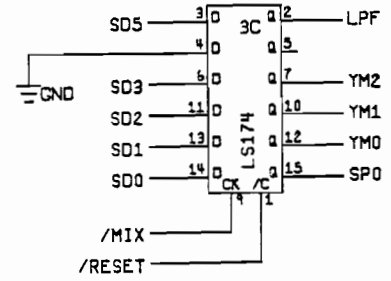 SD5 3 D 3C Q 2 LPF
GND 4 D Q 5
SD3 6 D Q 7 YM2
SD2 11 D Q 10 YM1
SD1 13 D Q 12 YM0
SD0 14 D Q 15 SP0
LS174
CK /C
9 1
/MIX
/RESET